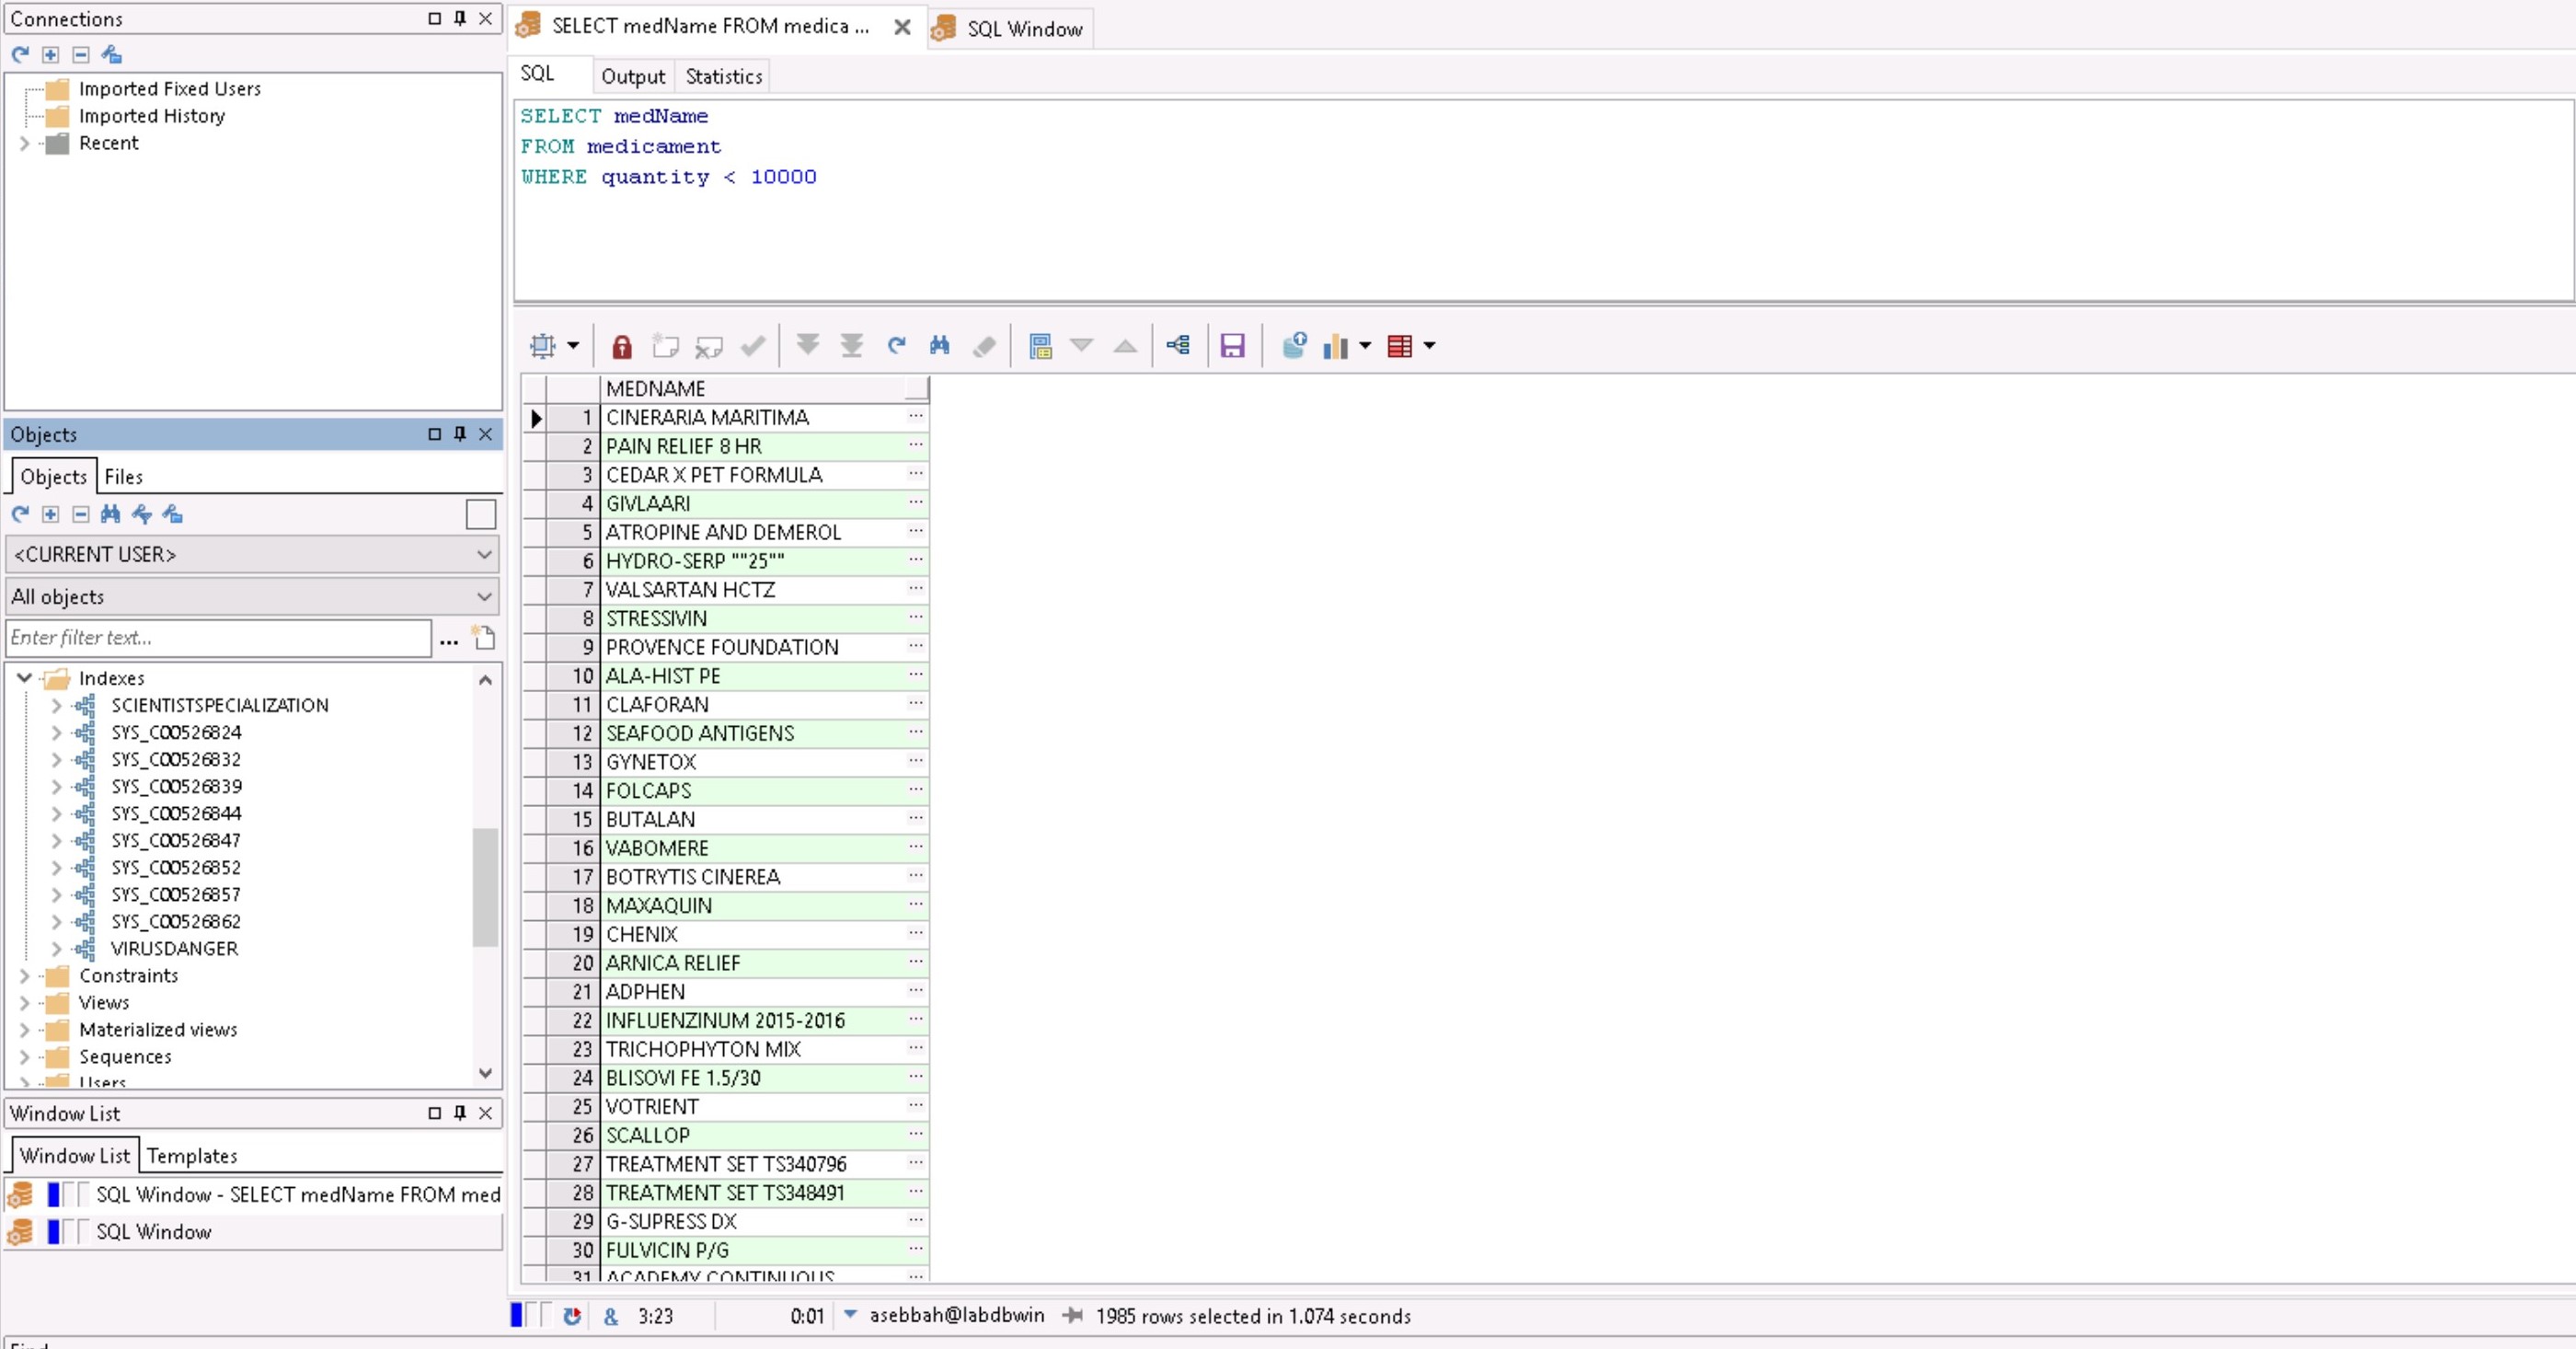 Connections
Imported Fixed Users
Imported History
Recent
Objects
Objects Files
<CURRENT USER>
All objects
Enter filter text...
...
Indexes
SCIENTISTSPECIALIZATION
SYS_C00526824
SYS_C00526832
SYS_C00526839
SYS_C00526844
SYS_C00526847
SYS_C00526852
SYS_C00526857
SYS_C00526862
VIRUSDANGER
Constraints
Views
Materialized views
Sequences
Users
Window List
Window List Templates
SQL Window - SELECT medName FROM med
SQL Window
SELECT medName FROM medica ... SQL Window
SQL Output Statistics
SELECT medName
FROM medicament
WHERE quantity < 10000
MEDNAME
1 CINERARIA MARITIMA ...
2 PAIN RELIEF 8 HR ...
3 CEDAR X PET FORMULA ...
4 GIVLAARI ...
5 ATROPINE AND DEMEROL ...
6 HYDRO-SERP ""25"" ...
7 VALSARTAN HCTZ ...
8 STRESSIVIN ...
9 PROVENCE FOUNDATION ...
10 ALA-HIST PE ...
11 CLAFORAN ...
12 SEAFOOD ANTIGENS ...
13 GYNETOX ...
14 FOLCAPS ...
15 BUTALAN ...
16 VABOMERE ...
17 BOTRYTIS CINEREA ...
18 MAXAQUIN ...
19 CHENIX ...
20 ARNICA RELIEF ...
21 ADPHEN ...
22 INFLUENZINUM 2015-2016 ...
23 TRICHOPHYTON MIX ...
24 BLISOVI FE 1.5/30 ...
25 VOTRIENT ...
26 SCALLOP ...
27 TREATMENT SET TS340796 ...
28 TREATMENT SET TS348491 ...
29 G-SUPRESS DX ...
30 FULVICIN P/G ...
31 ACADEMY CONTINUOUS ...
& 3:23 0:01 asebbah@labdbwin 1985 rows selected in 1.074 seconds
Find